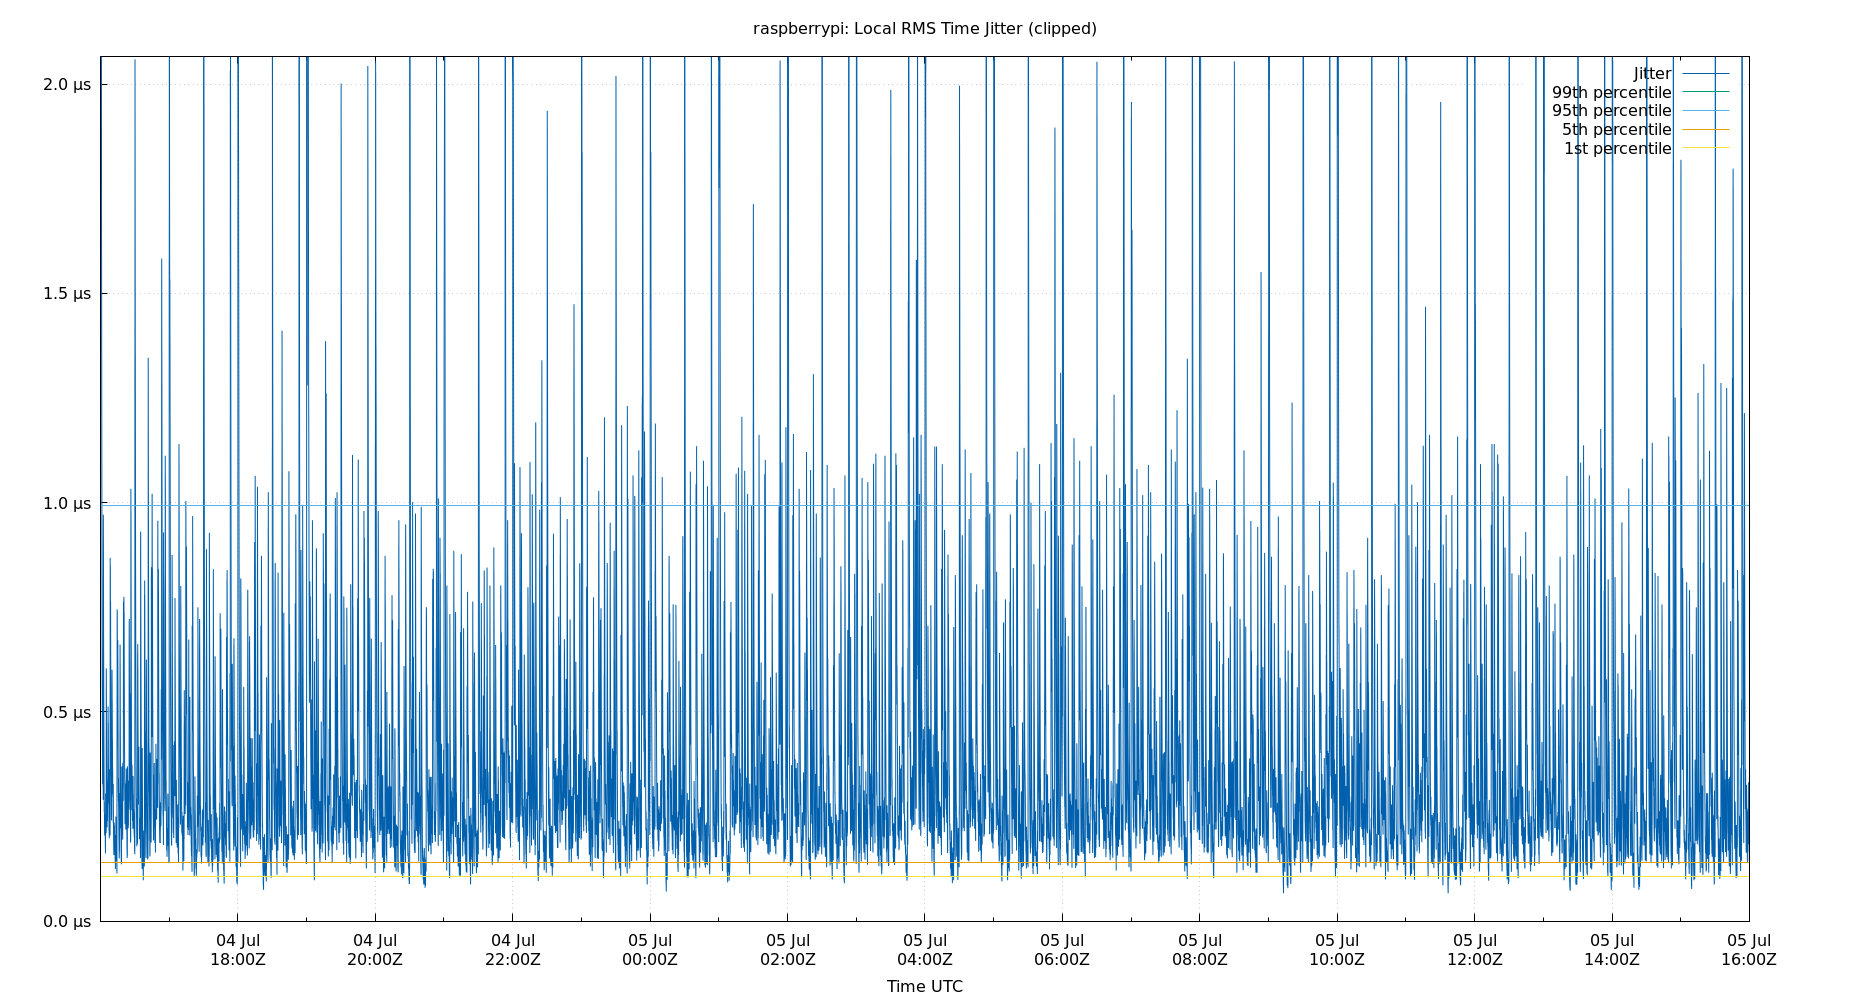 raspberrypi: Local RMS Time Jitter (clipped)
2.0 µs
1.5 µs
1.0 µs
0.5 µs
0.0 µs
Jitter
99th percentile
95th percentile
5th percentile
1st percentile
04 Jul 04 Jul 04 Jul 05 Jul 05 Jul 05 Jul 05 Jul 05 Jul 05 Jul 05 Jul 05 Jul 05 Jul
18:00Z 20:00Z 22:00Z 00:00Z 02:00Z 04:00Z 06:00Z 08:00Z 10:00Z 12:00Z 14:00Z 16:00Z
Time UTC